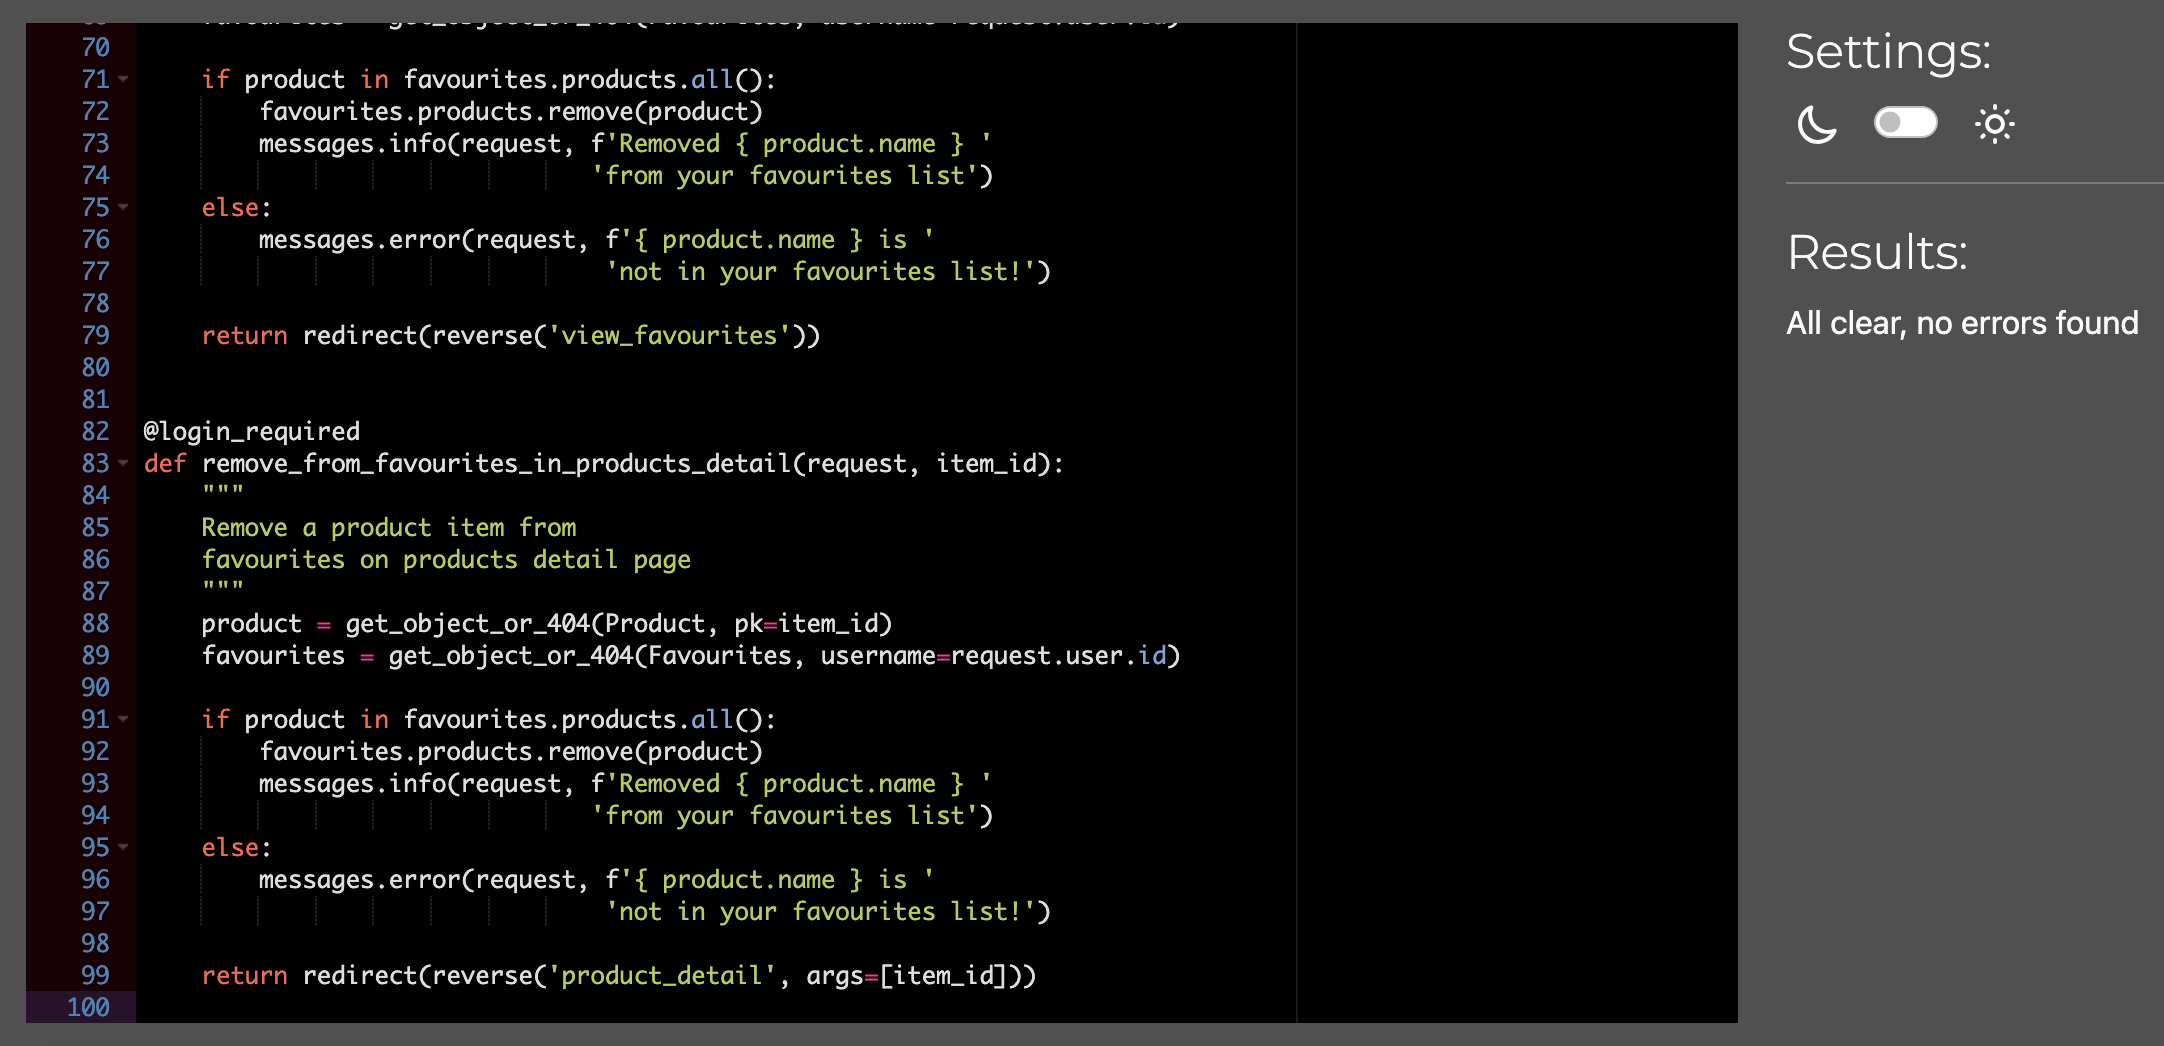 70
71     if product in favourites.products.all():
72         favourites.products.remove(product)
73         messages.info(request, f'Removed { product.name } '
74                                'from your favourites list')
75     else:
76         messages.error(request, f'{ product.name } is '
77                                 'not in your favourites list!')
78
79     return redirect(reverse('view_favourites'))
80
81
82 @login_required
83 def remove_from_favourites_in_products_detail(request, item_id):
84     """
85     Remove a product item from
86     favourites on products detail page
87     """
88     product = get_object_or_404(Product, pk=item_id)
89     favourites = get_object_or_404(Favourites, username=request.user.id)
90
91     if product in favourites.products.all():
92         favourites.products.remove(product)
93         messages.info(request, f'Removed { product.name } '
94                                'from your favourites list')
95     else:
96         messages.error(request, f'{ product.name } is '
97                                 'not in your favourites list!')
98
99     return redirect(reverse('product_detail', args=[item_id]))
100
Settings:
Results:
All clear, no errors found